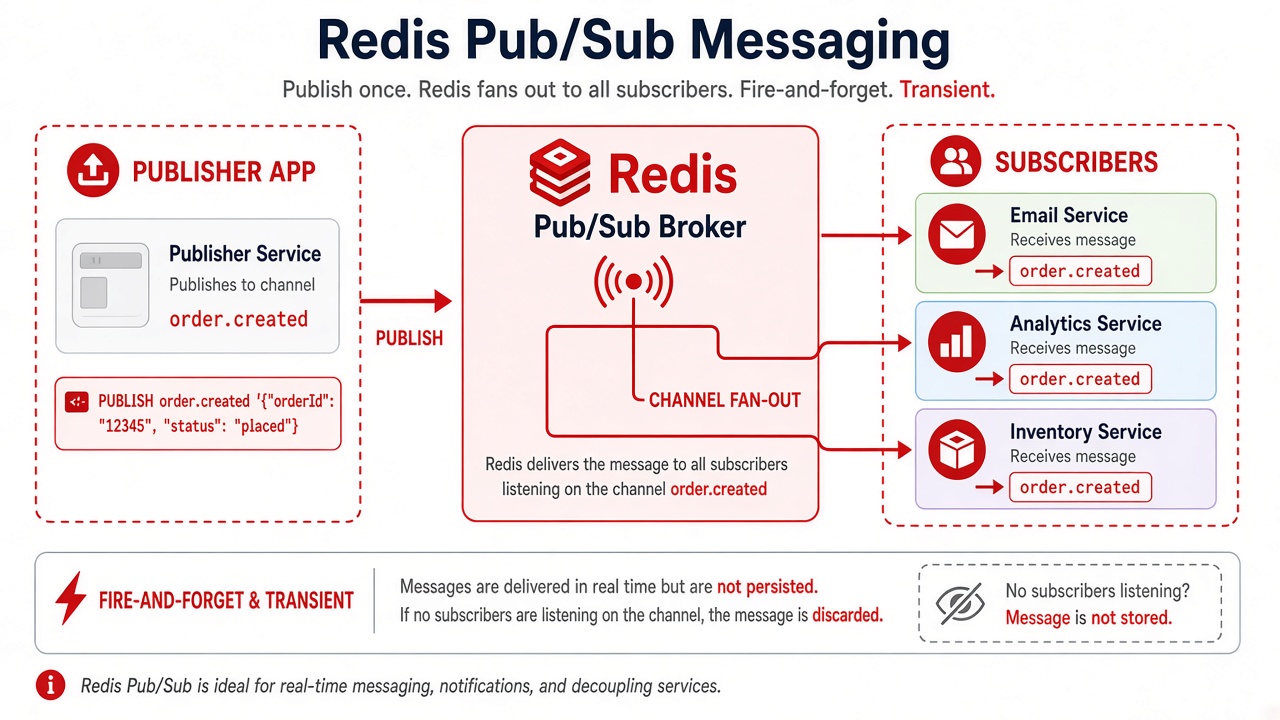 Redis Pub/Sub Messaging
Publish once. Redis fans out to all subscribers. Fire-and-forget. Transient.
PUBLISHER APP
Publisher Service
Publishes to channel
order.created
PUBLISH order.created '{"orderId":
"12345", "status": "placed"}
PUBLISH
Redis
Pub/Sub Broker
CHANNEL FAN-OUT
Redis delivers the message to all subscribers
listening on the channel order.created
SUBSCRIBERS
Email Service
Receives message
order.created
Analytics Service
Receives message
order.created
Inventory Service
Receives message
order.created
FIRE-AND-FORGET & TRANSIENT
Messages are delivered in real time but are not persisted.
If no subscribers are listening on the channel, the message is discarded.
No subscribers listening?
Message is not stored.
Redis Pub/Sub is ideal for real-time messaging, notifications, and decoupling services.